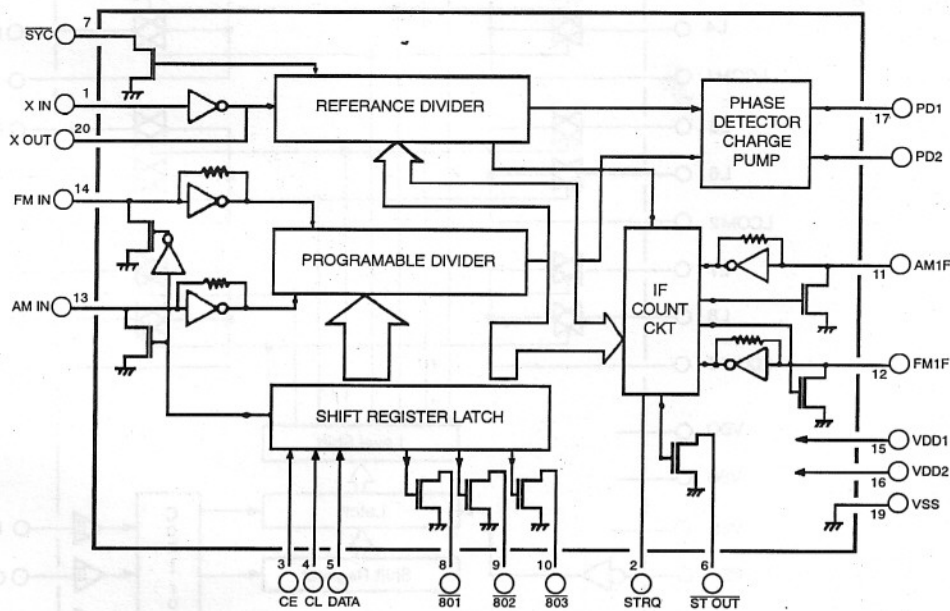 7
SYC
X IN
1
X OUT
20
REFERANCE DIVIDER
PHASE
DETECTOR
CHARGE
PUMP
PD1
17
PD2
14
FM IN
PROGRAMABLE DIVIDER
IF
COUNT
CKT
AM1F
11
13
AM IN
FM1F
12
SHIFT REGISTER LATCH
VDD1
15
VDD2
16
VSS
19
3
4
5
8
9
10
2
6
CE
CL
DATA
801
802
803
STRQ
ST OUT